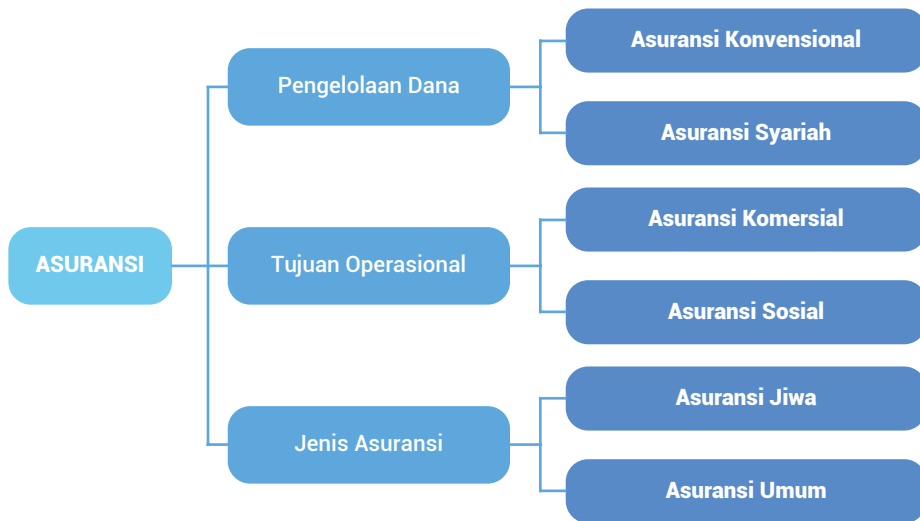 ASURANSI
Pengelolaan Dana
Asuransi Konvensional
Asuransi Syariah
Tujuan Operasional
Asuransi Komersial
Asuransi Sosial
Jenis Asuransi
Asuransi Jiwa
Asuransi Umum